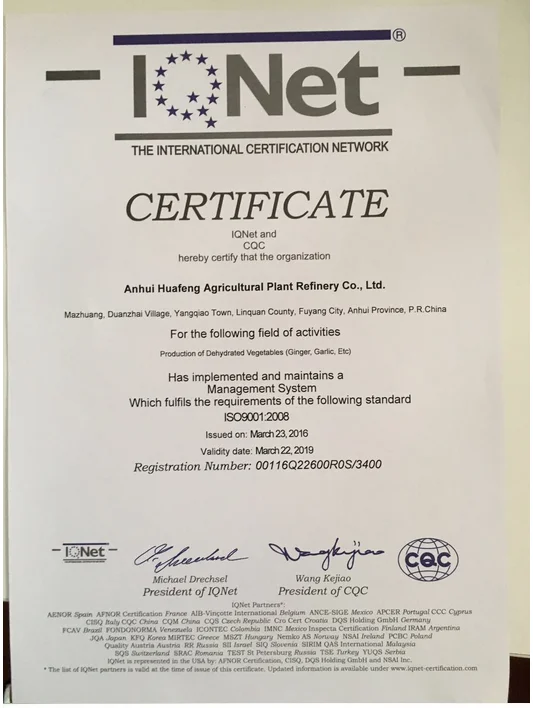 IQNet®
THE INTERNATIONAL CERTIFICATION NETWORK
CERTIFICATE
IQNet and
CQC
hereby certify that the organization
Anhui Huafeng Agricultural Plant Refinery Co., Ltd.
Mazhuang, Duanzhai Village, Yangqiao Town, Linquan County, Fuyang City, Anhui Province, P.R.China
For the following field of activities
Production of Dehydrated Vegetables (Ginger, Garlic, Etc)
Has implemented and maintains a
Management System
Which fulfils the requirements of the following standard
ISO9001:2008
Issued on: March 23, 2016
Validity date: March 22, 2019
Registration Number: 00116Q22600R0S/3400
IQNet
CQC
Michael Drechsel
Wang Kejiao
President of IQNet
President of CQC
IQNet Partners*:
AENOR Spain AFNOR Certification France AIB-Vinçotte International Belgium ANCE-SIGE Mexico APCER Portugal CCC Cyprus
CISQ Italy CQC China CQM China CQS Czech Republic Cro Cert Croatia DQS Holding GmbH Germany
FCAV Brazil FONDONORMA Venezuela ICONTEC Colombia IMNC Mexico Inspecta Certification Finland IRAM Argentina
JQA Japan KFQ Korea MIRTEC Greece MSZT Hungary Nemko AS Norway NSAI Ireland PCBC Poland
Quality Austria Austria RR Russia SII Israel SIQ Slovenia SIRIM QAS International Malaysia
SQS Switzerland SRAC Romania TEST St Petersburg Russia TSE Turkey YUQS Serbia
IQNet is represented in the USA by: AFNOR Certification, CISQ, DQS Holding GmbH and NSAI Inc.
* The list of IQNet partners is valid at the time of issue of this certificate. Updated information is available under www.iqnet-certification.com